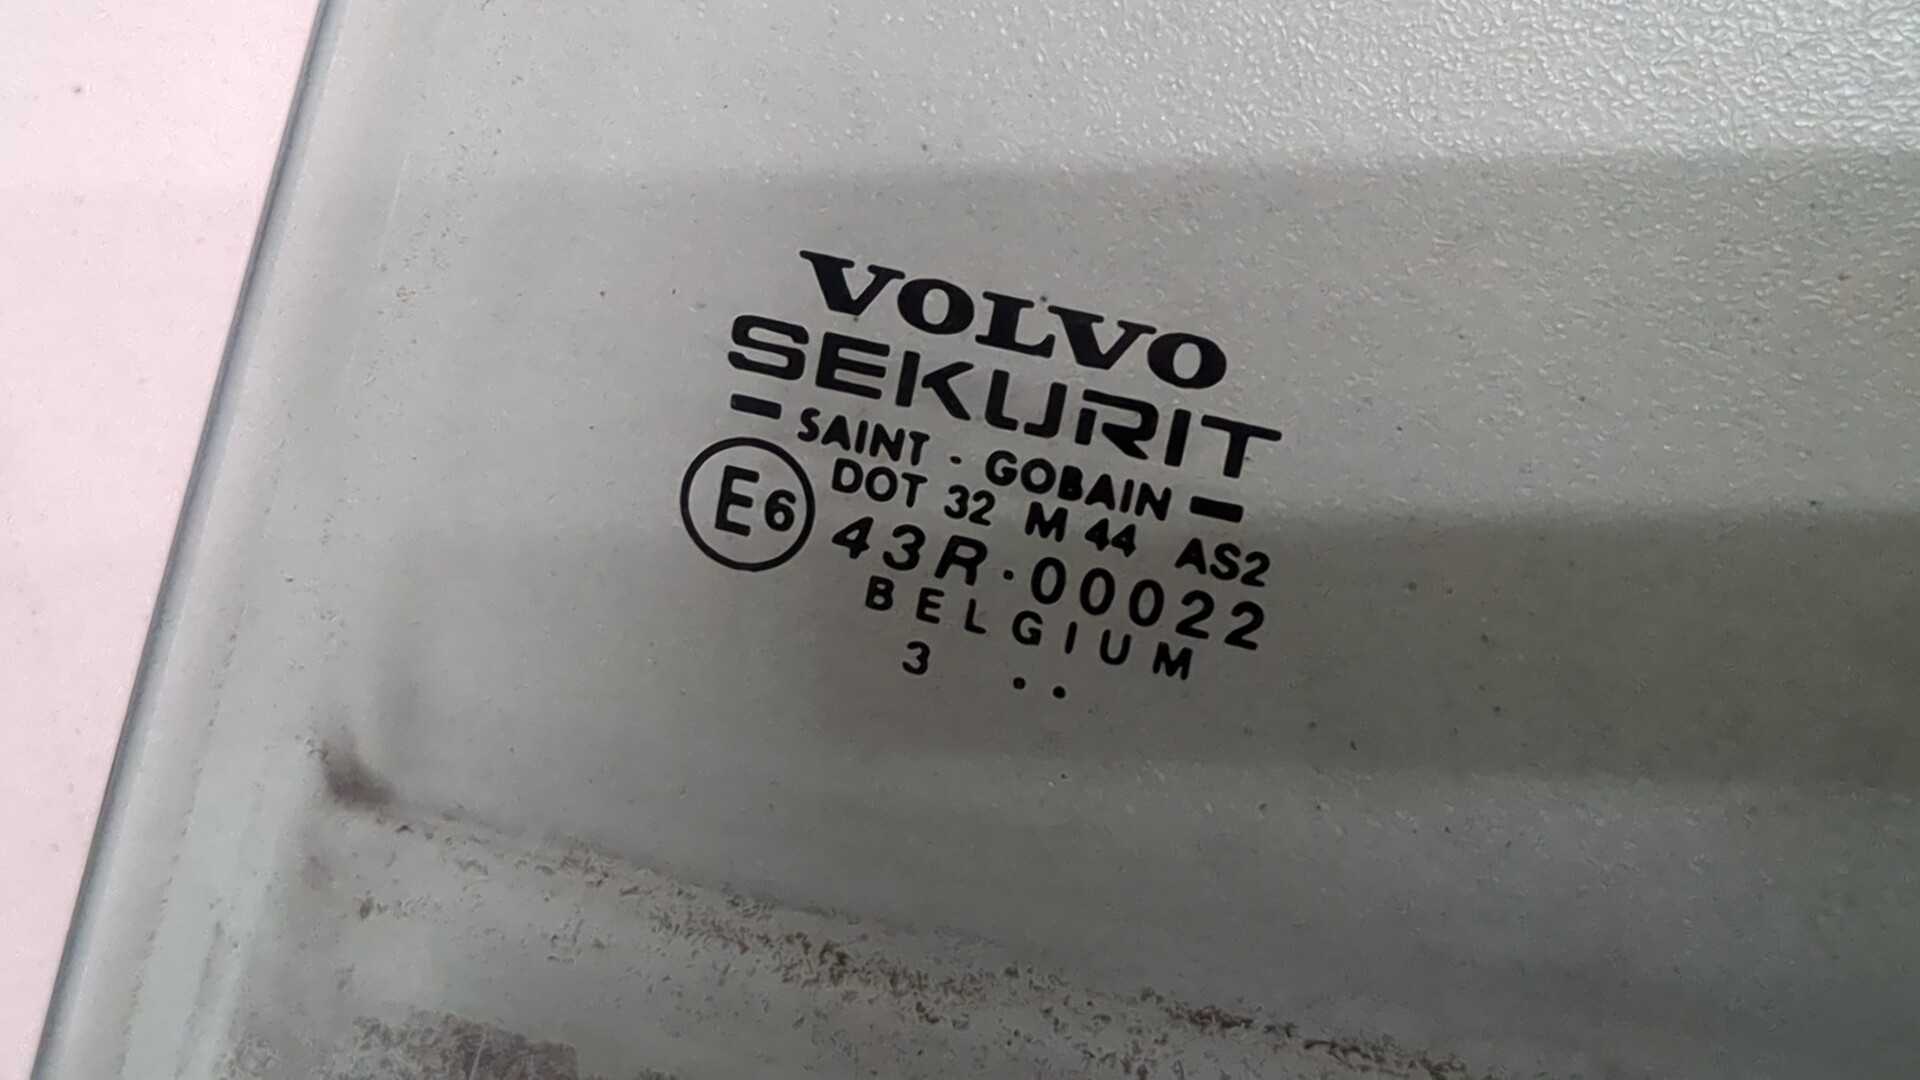 VOLVO
SEKURIT
SAINT - GOBAIN
DOT 32 M 44 AS2
E6 43R·00022
BELGIUM
3 ..